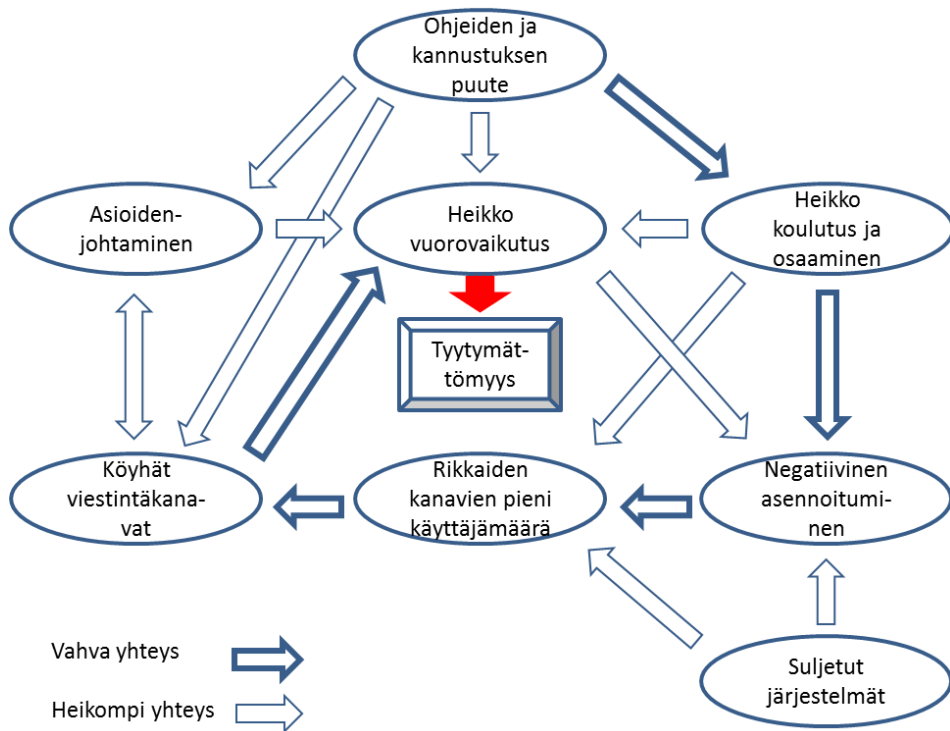 Ohjeiden ja
kannustuksen
puute
Asioiden-
johtaminen
Heikko
vuorovaikutus
Heikko
koulutus ja
osaaminen
Tyytymät-
tömyys
Köyhät
viestintäkana-
vat
Rikkaiden
kanavien pieni
käyttäjämäärä
Negatiivinen
asennoitumi-
nen
Vahva yhteys
Suljetut
järjestelmät
Heikompi yhteys